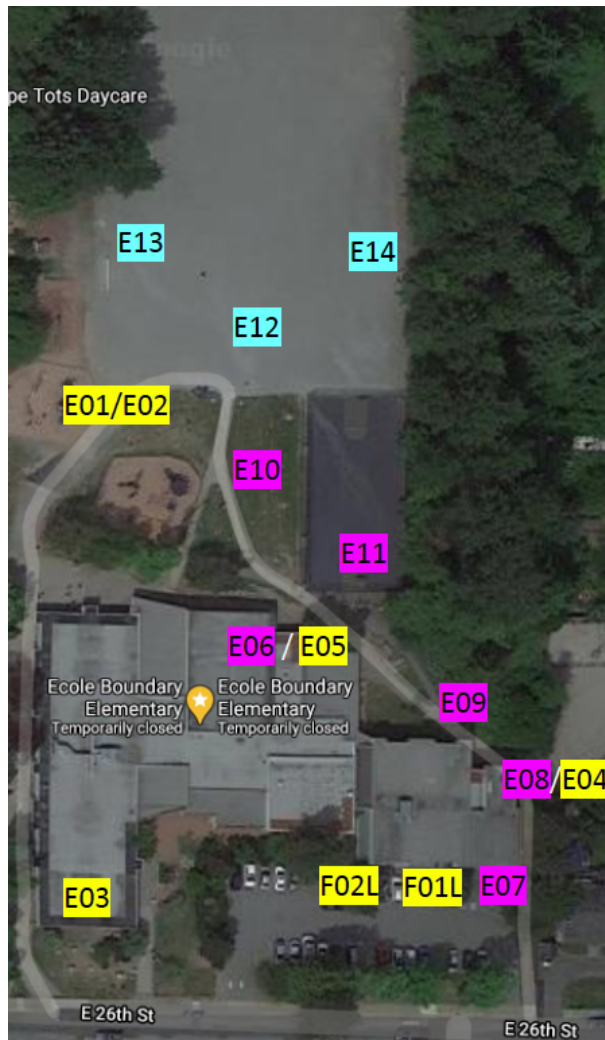 Google
pe Tots Daycare
E13
E14
E12
E01/E02
E10
E11
E06 / E05
Ecole Boundary Elementary
Temporarily closed
Ecole Boundary Elementary
Temporarily closed
E09
E08/E04
E03
F02L
F01L
E07
E 26th St
E 26th St